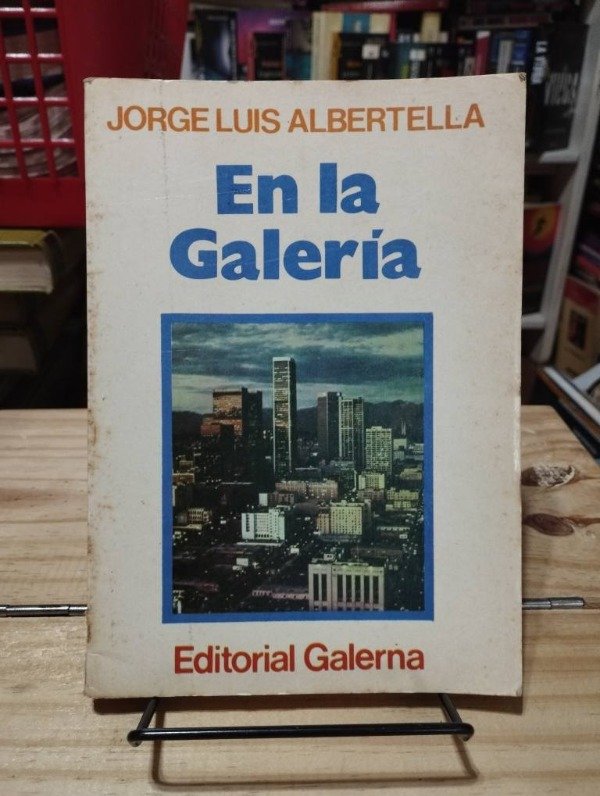 JORGE LUIS ALBERTELLA
En la
Galería
Editorial Galerna